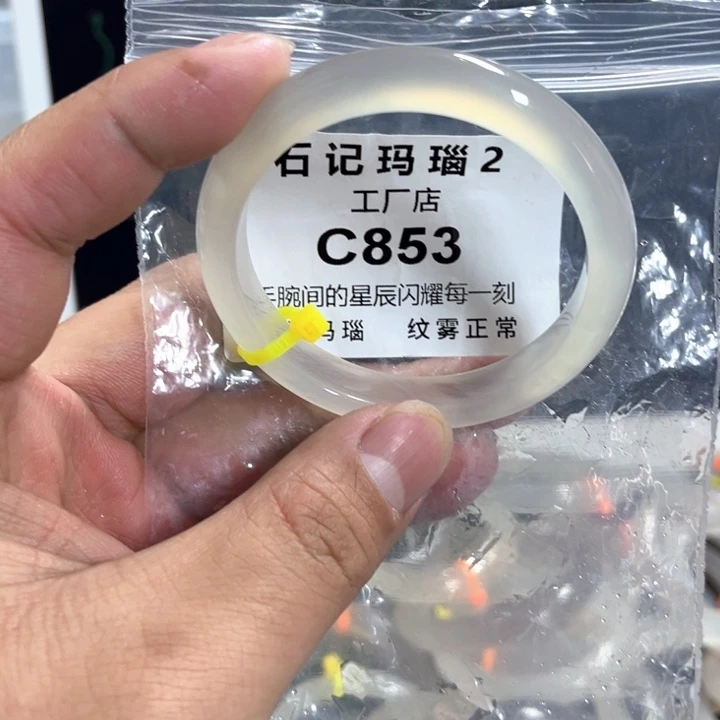 石记玛瑙2
工厂店
C853
手腕间的星辰闪耀每一刻
玛瑙 纹雾正常